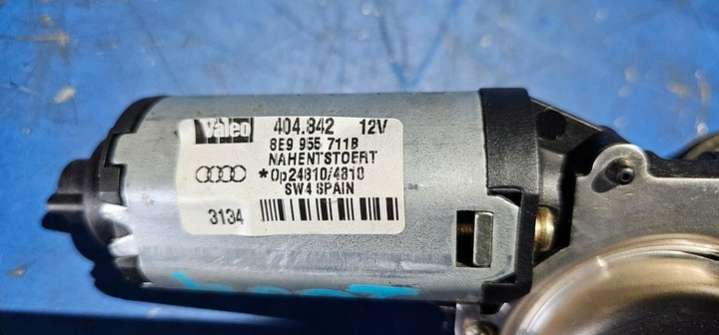 Valeo 404.842 12V
8E9 955 711B
NAHENTSTOERT
*0p24810/4810
SW4 SPAIN
3134